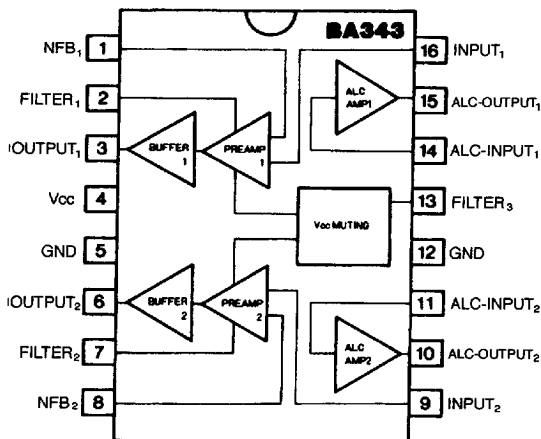 BA343
NFB₁ 1
FILTER₁ 2
OUTPUT₁ 3
Vcc 4
GND 5
OUTPUT₂ 6
FILTER₂ 7
NFB₂ 8
BUFFER 1
PREAMP 1
BUFFER 2
PREAMP 2
Vcc MUTING
ALC AMP1
ALC AMP2
16 INPUT₁
15 ALC-OUTPUT₁
14 ALC-INPUT₁
13 FILTER₃
12 GND
11 ALC-INPUT₂
10 ALC-OUTPUT₂
9 INPUT₂